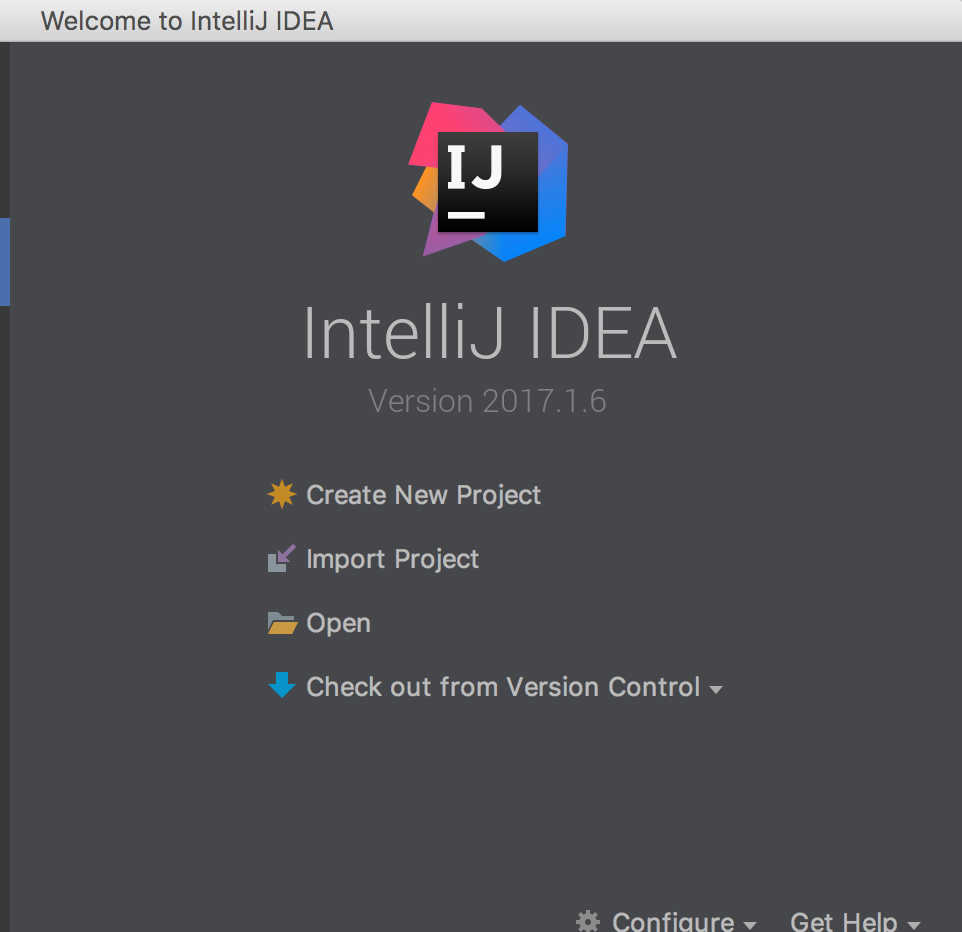 Welcome to IntelliJ IDEA
IJ
IntelliJ IDEA
Version 2017.1.6
Create New Project
Import Project
Open
Check out from Version Control
Configure Get Help